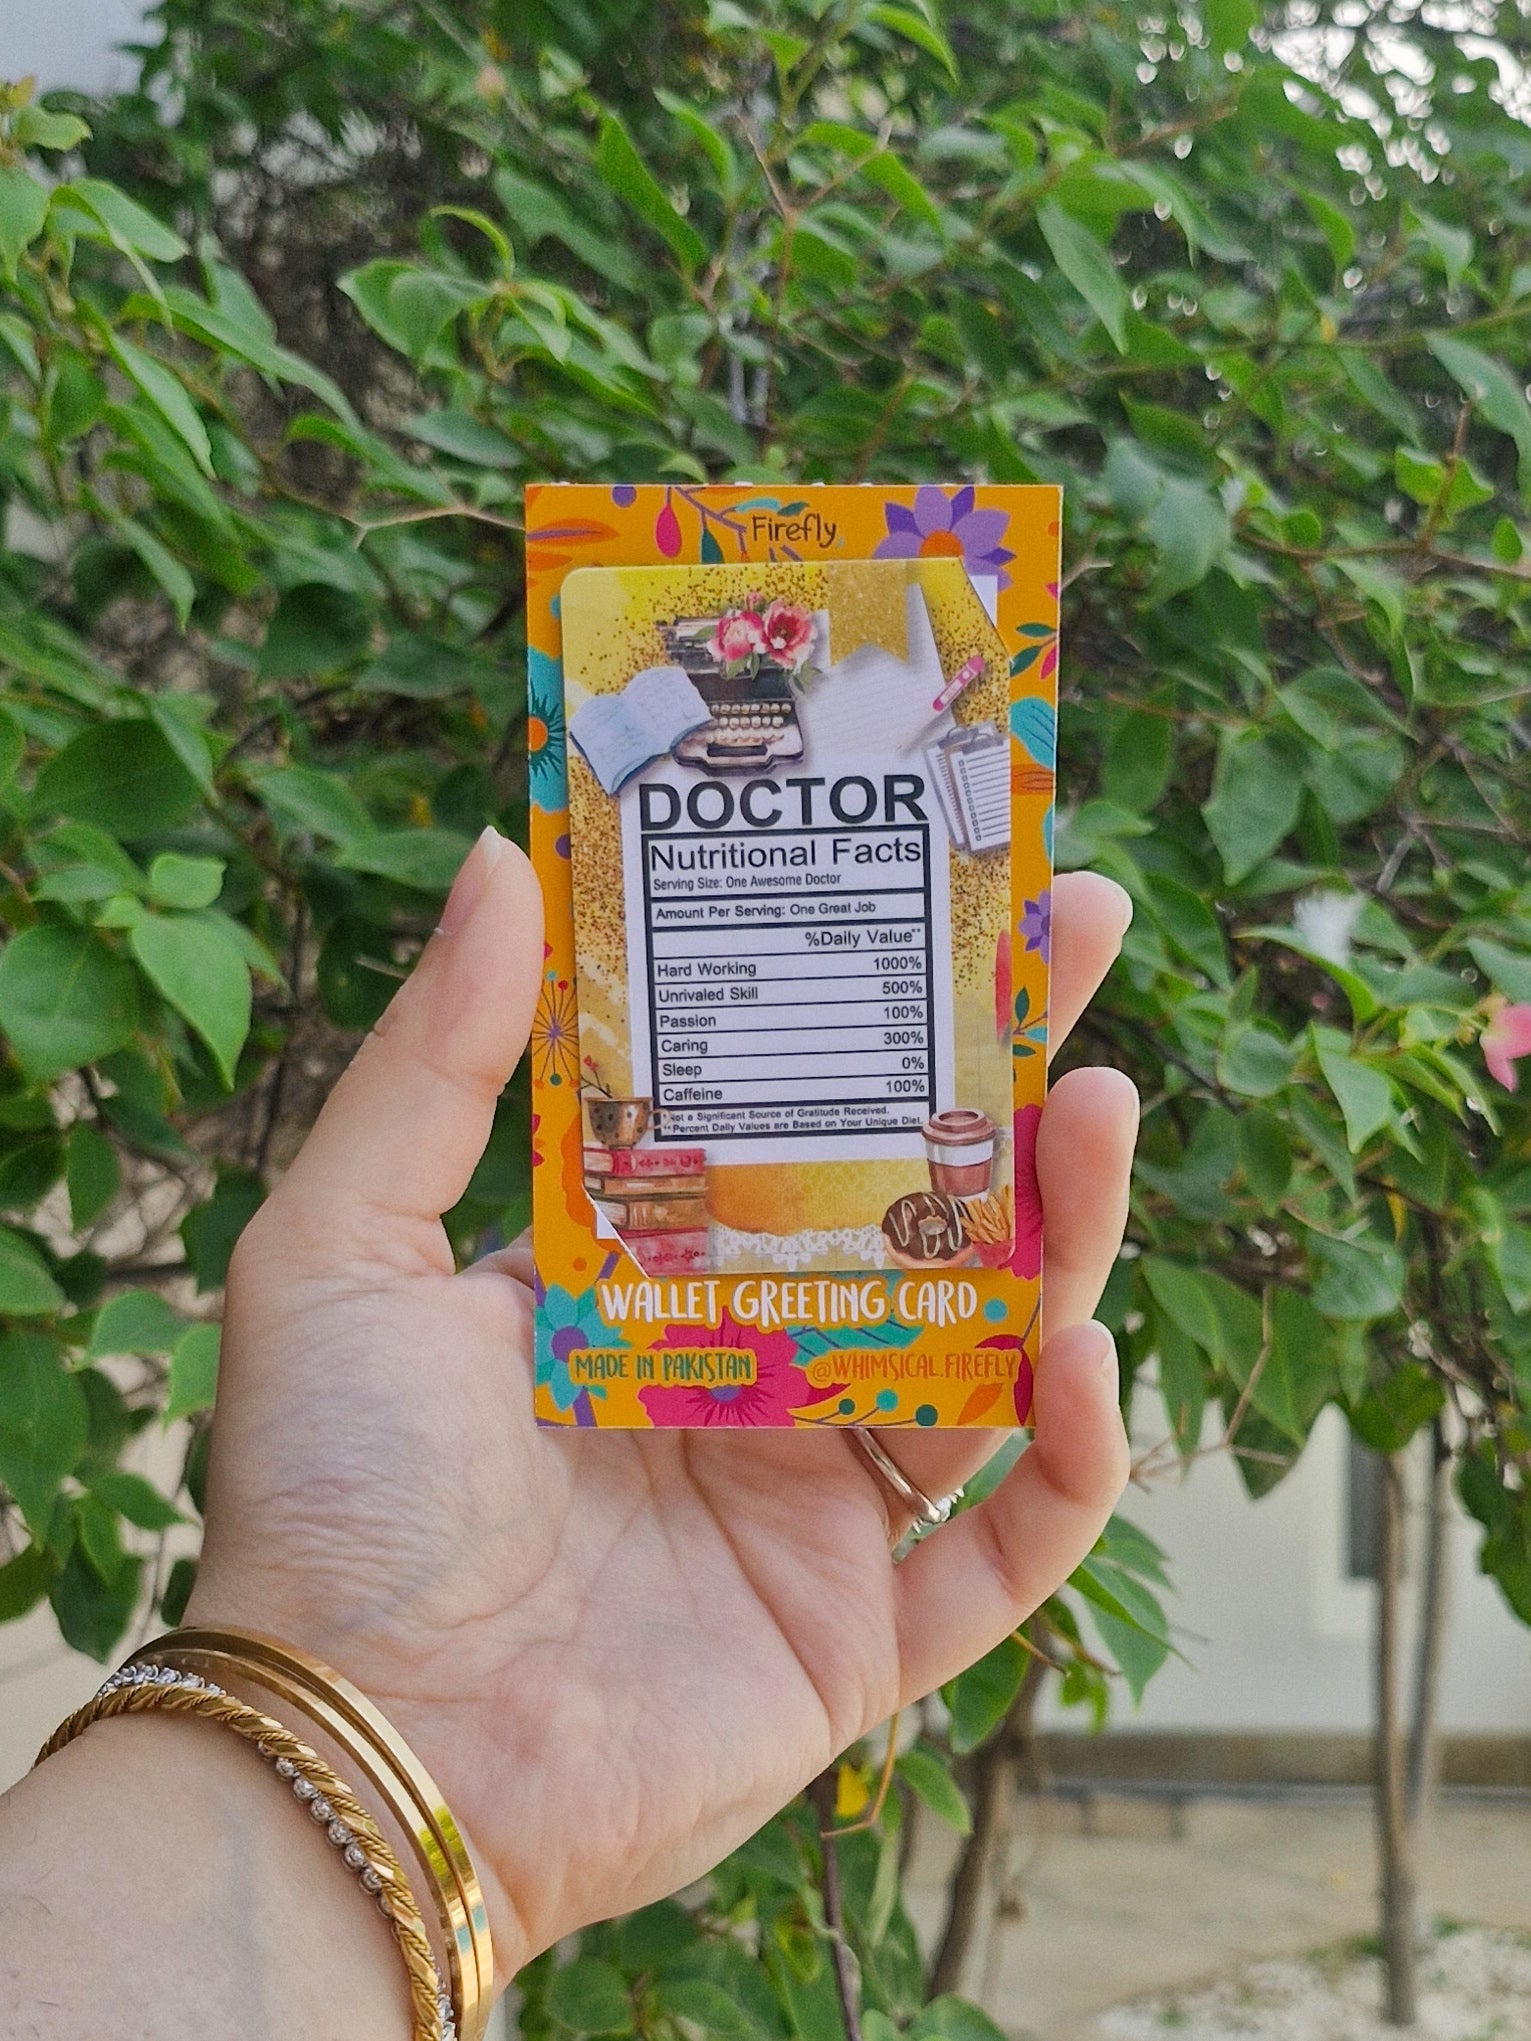 Firefly
DOCTOR
Nutritional Facts
Serving Size: One Awesome Doctor
Amount Per Serving: One Great Job
%Daily Value**
Hard Working 1000%
Unrivaled Skill 500%
Passion 100%
Caring 300%
Sleep 0%
Caffeine 100%
*Not a Significant Source of Gratitude Received.
**Percent Daily Values are Based on Your Unique Diet.
WALLET GREETING CARD
MADE IN PAKISTAN @WHIMSICAL.FIREFLY